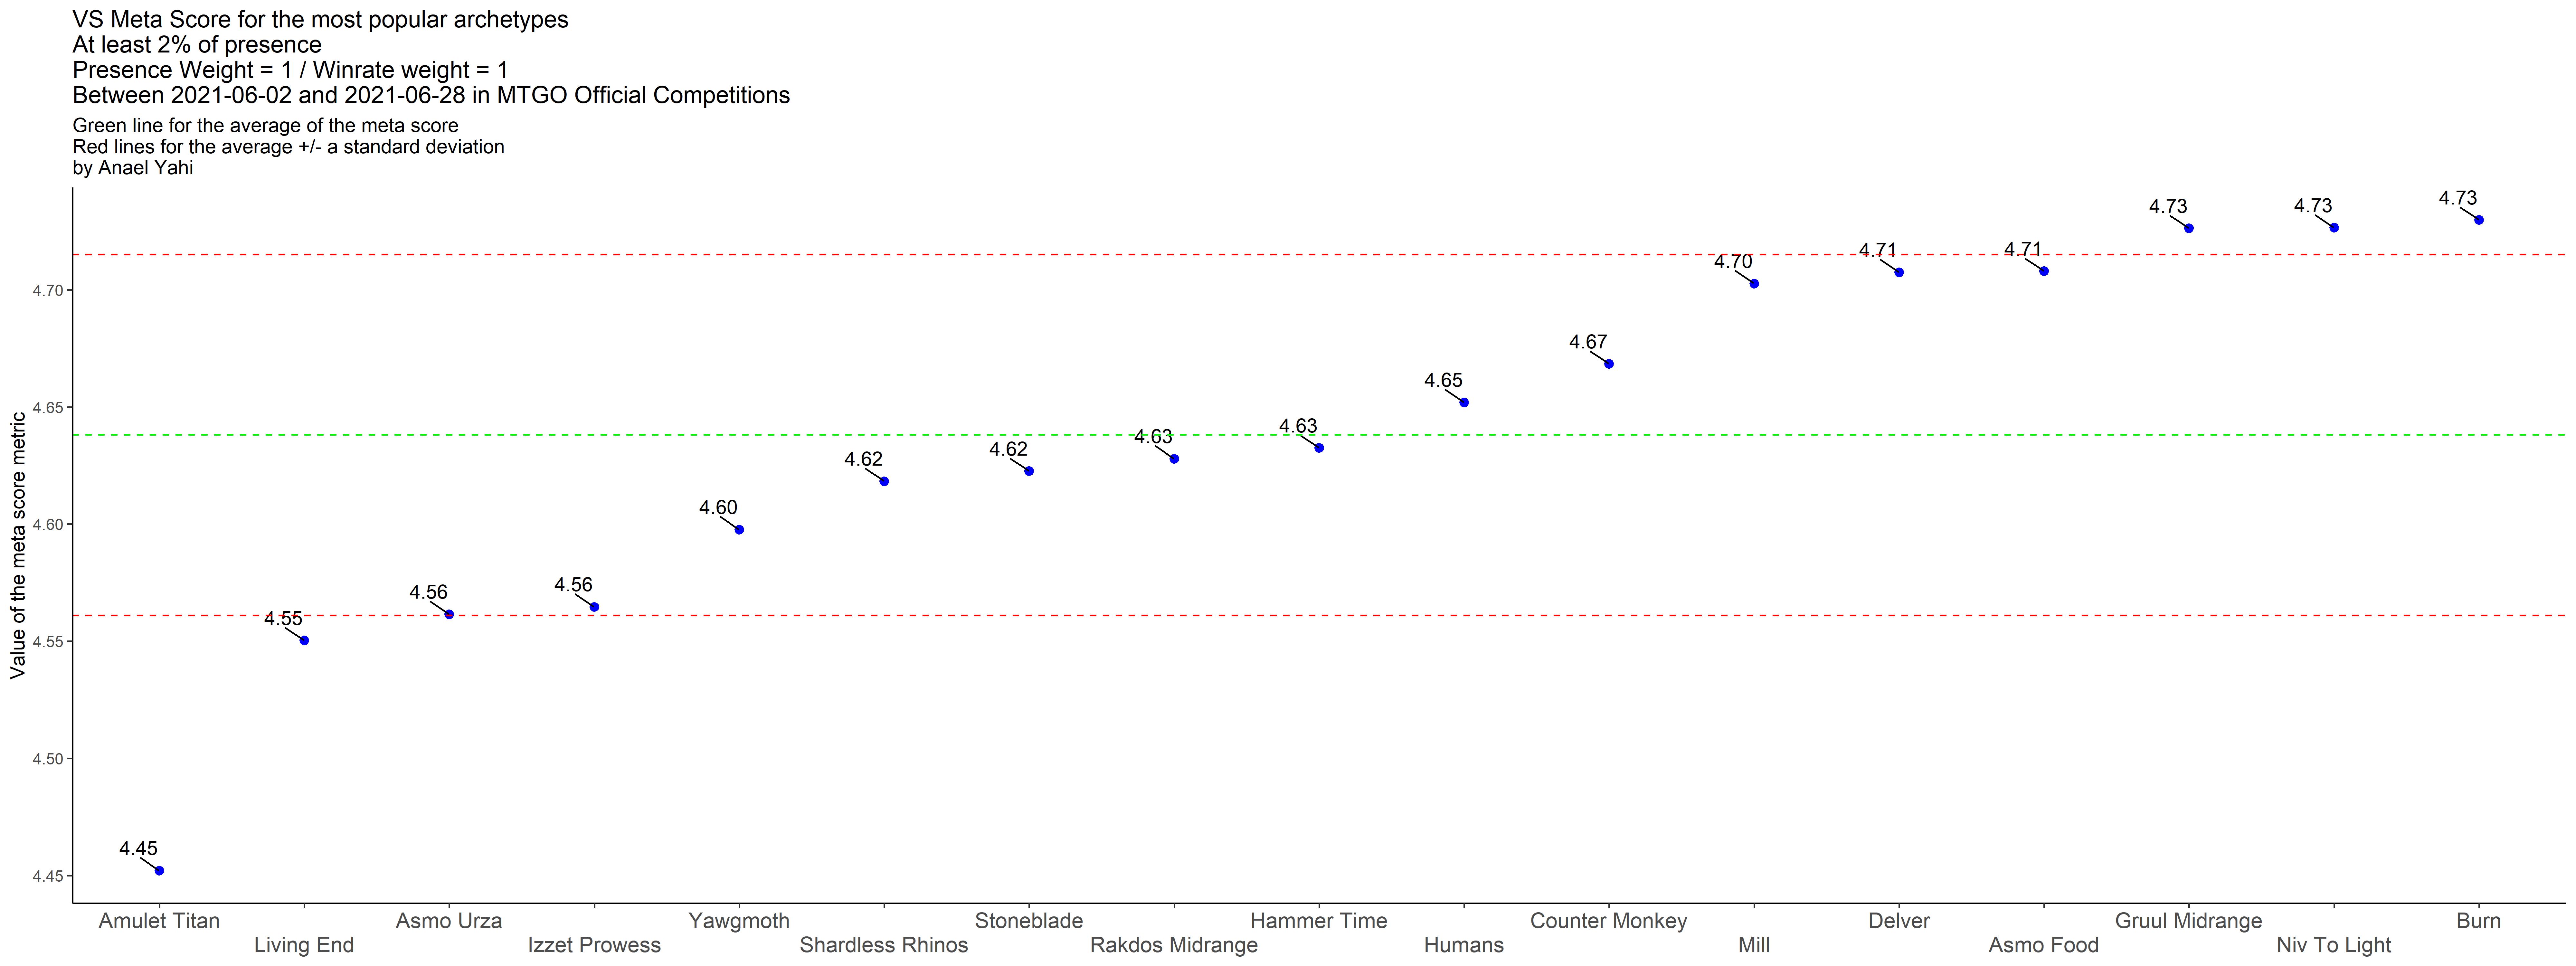 VS Meta Score for the most popular archetypes
At least 2% of presence
Presence Weight = 1 / Winrate weight = 1
Between 2021-06-02 and 2021-06-28 in MTGO Official Competitions
Green line for the average of the meta score
Red lines for the average +/- a standard deviation
by Anael Yahi
Value of the meta score metric
4.70
4.65
4.60
4.55
4.50
4.45
4.45
4.55
4.56
4.56
4.60
4.62
4.62
4.63
4.63
4.65
4.67
4.70
4.71
4.71
4.73
4.73
4.73
Amulet Titan
Living End
Asmo Urza
Izzet Prowess
Yawgmoth
Shardless Rhinos
Stoneblade
Rakdos Midrange
Hammer Time
Humans
Counter Monkey
Mill
Delver
Asmo Food
Gruul Midrange
Niv To Light
Burn